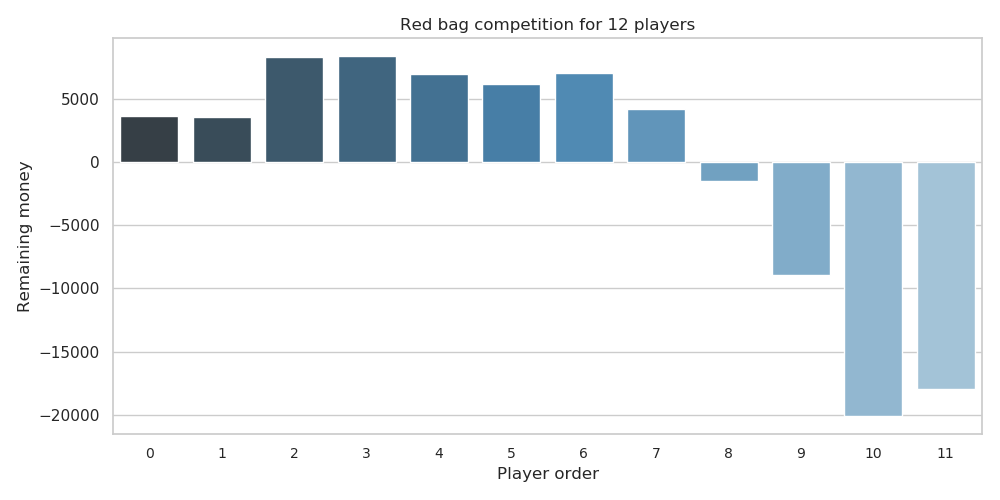 Red bag competition for 12 players
Remaining money
5000
0
−5000
−10000
−15000
−20000
0 1 2 3 4 5 6 7 8 9 10 11
Player order